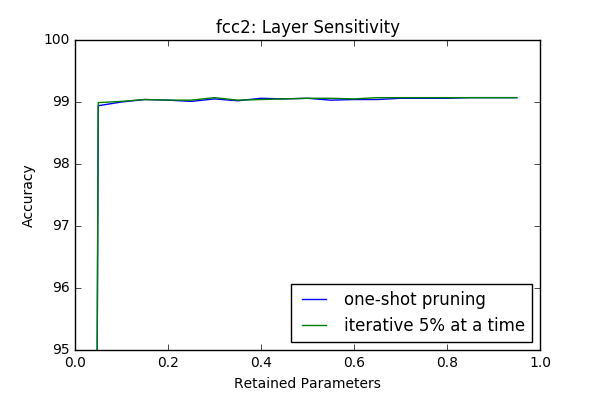 fcc2: Layer Sensitivity
100
99
98
97
96
95
Accuracy
one-shot pruning
iterative 5% at a time
0.0 0.2 0.4 0.6 0.8 1.0
Retained Parameters